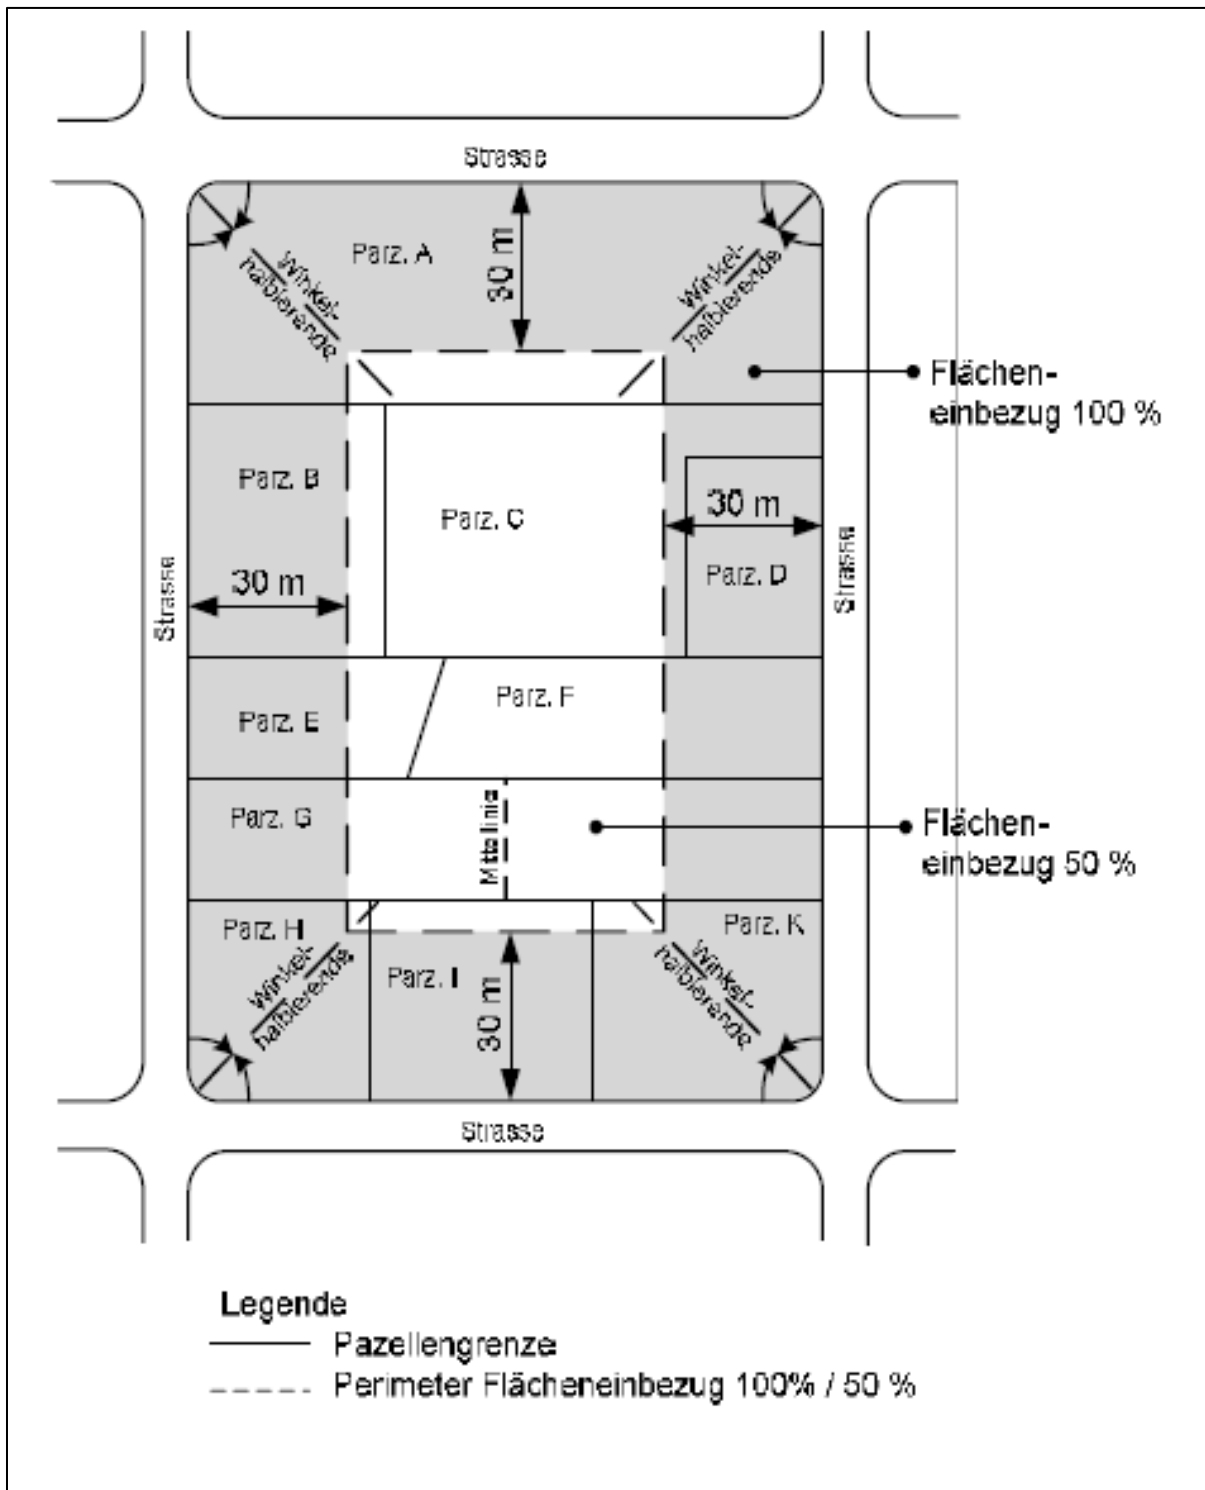 Strasse
Parz. A
30 m
Winkel-
halbierende
Winkel-
halbierende
Flächen-
einbezug 100 %
Parz. B
Parz. C
30 m
Parz. D
Strasse
30 m
Strasse
Parz. E
Parz. F
Parz. G
Mittellinie
Flächen-
einbezug 50 %
Parz. H
Parz. I
Parz. K
Winkel-
halbierende
30 m
Winkel-
halbierende
Strasse
Legende
Pazellengrenze
Perimeter Flächeneinbezug 100% / 50 %